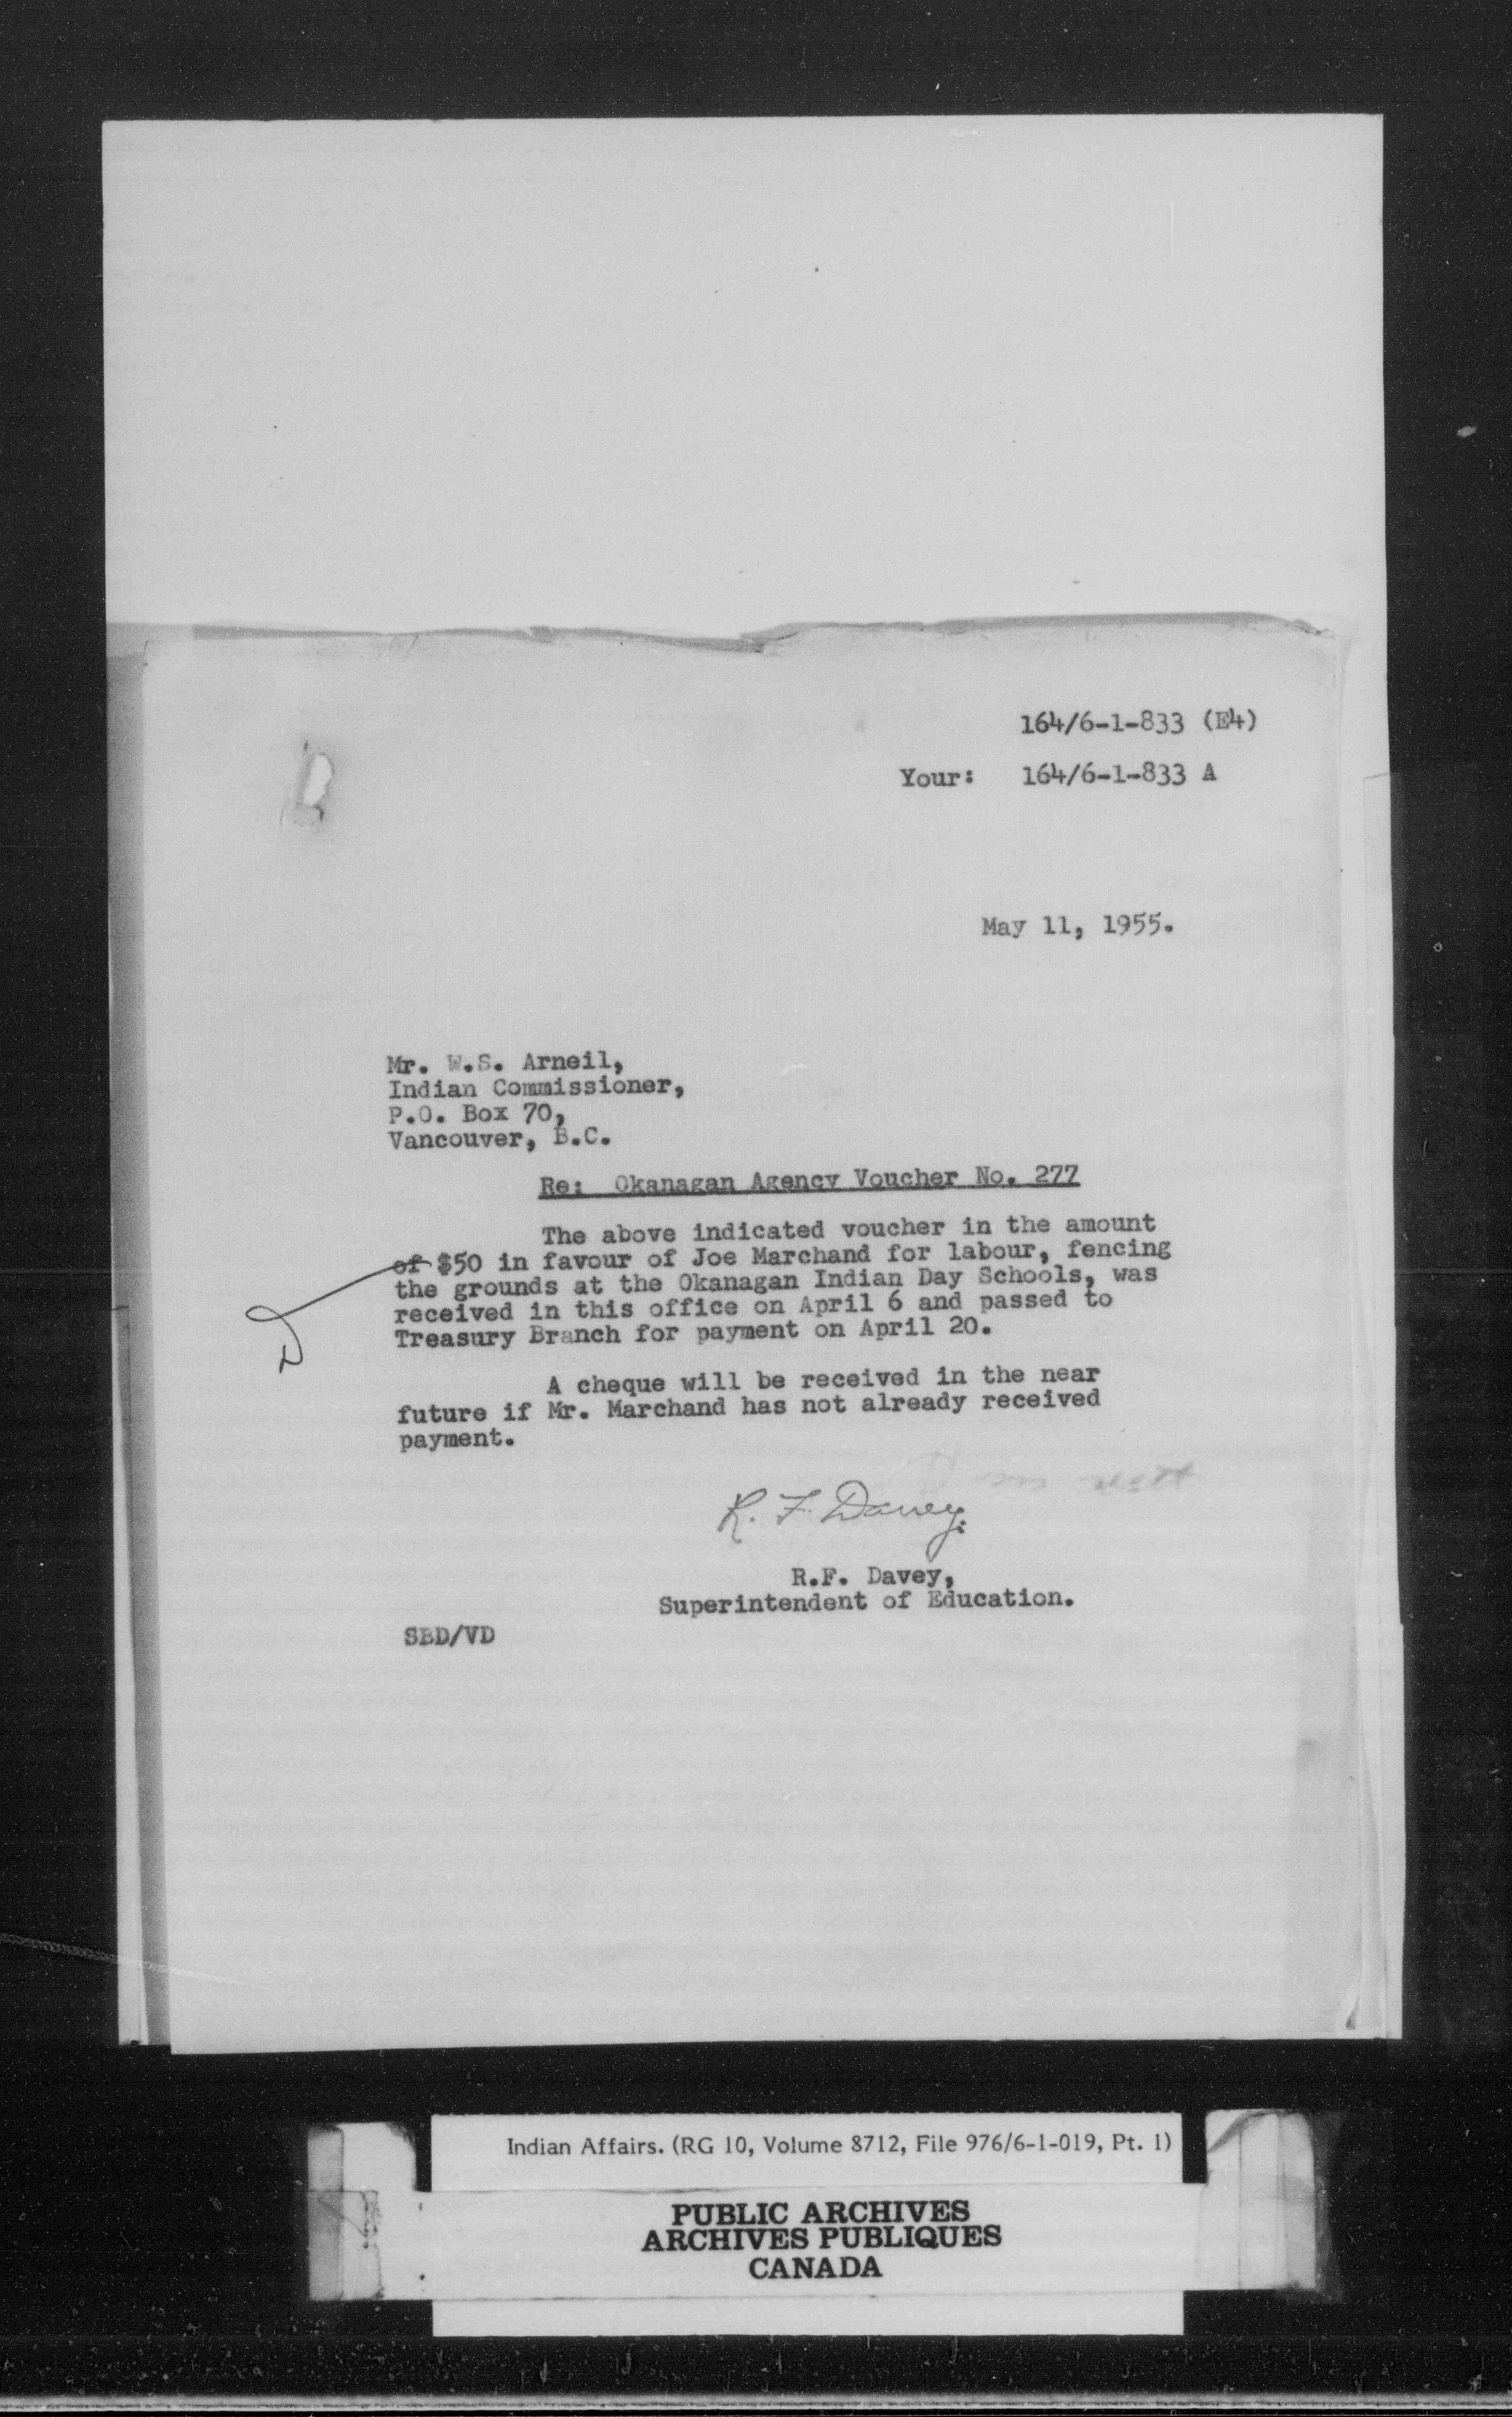 164/6-1-833 (E4)
Your: 164/6-1-833 A
May 11, 1955.
Mr. W.S. Arneil,
Indian Commissioner,
P.O. Box 70,
Vancouver, B.C.
Re: Okanagan Agency Voucher No. 277
The above indicated voucher in the amount
of $50 in favour of Joe Marchand for labour, fencing
the grounds at the Okanagan Indian Day Schools, was
received in this office on April 6 and passed to
Treasury Branch for payment on April 20.
A cheque will be received in the near
future if Mr. Marchand has not already received
payment.
R. F. Davey.
R.F. Davey,
Superintendent of Education.
SBD/VD
Indian Affairs. (RG 10, Volume 8712, File 976/6-1-019, Pt. 1)
PUBLIC ARCHIVES
ARCHIVES PUBLIQUES
CANADA